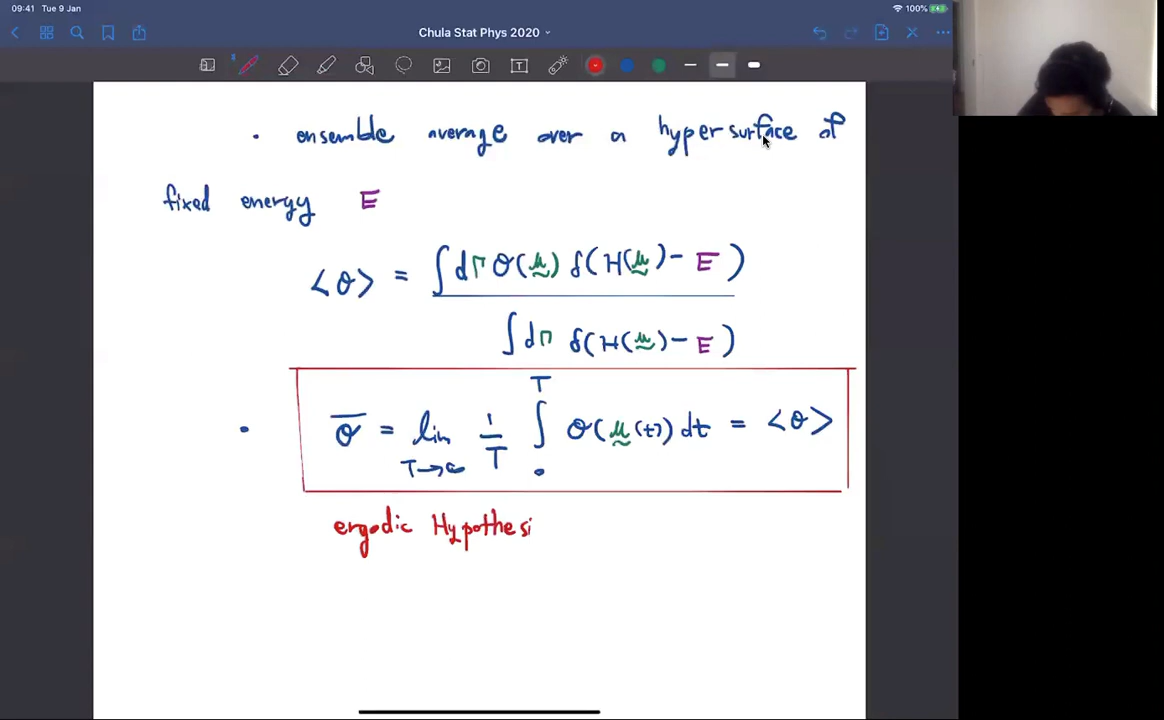 09:41 Tue 9 Jan
100%
Chula Stat Phys 2020
• ensemble average over a hypersurface of
fixed energy E
<O> = ∫dΓ O(μ) δ(H(μ) - E)
∫dΓ δ(H(μ) - E)
• O̅ = lim T→∞ 1/T ∫₀ᵀ O(μ(t)) dt = <O>
ergodic Hypothesi